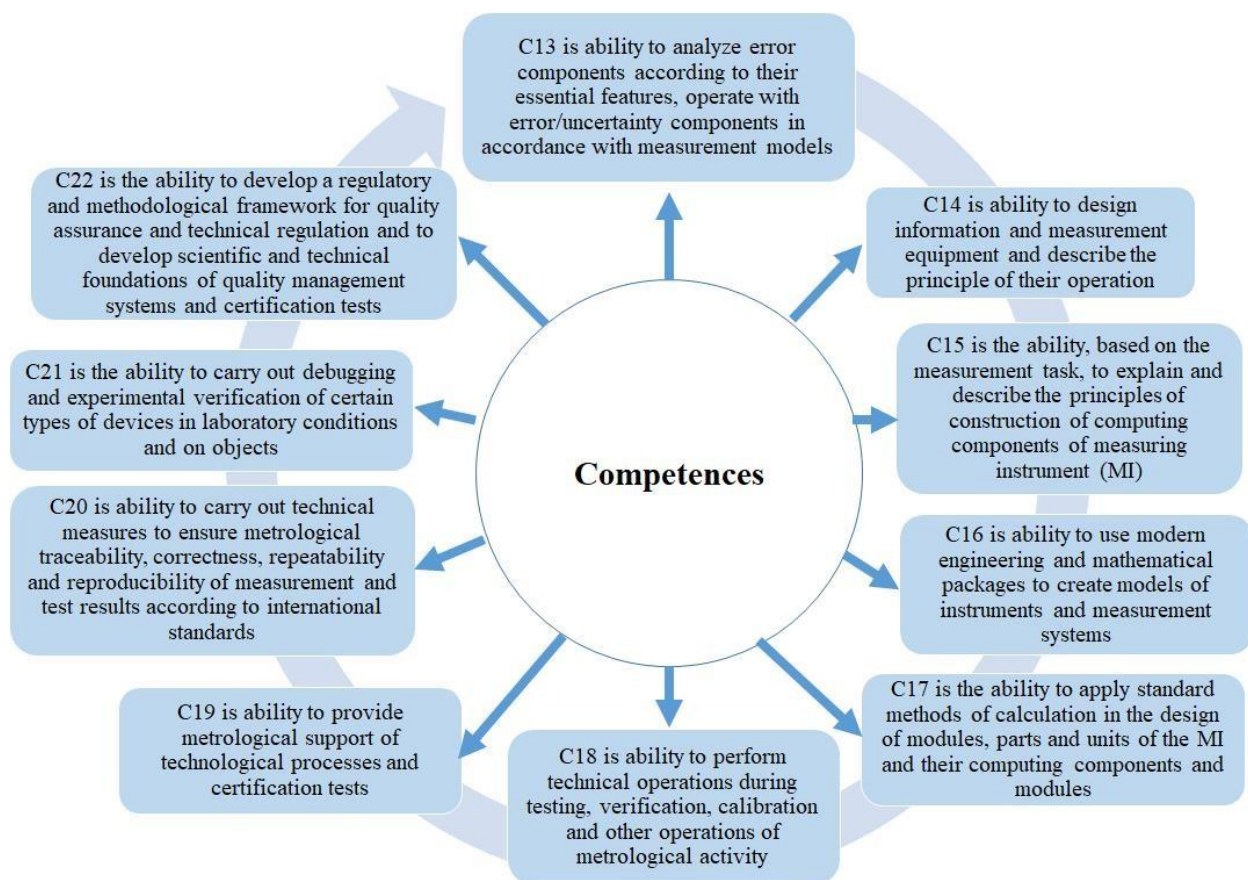 C13 is ability to analyze error
components according to their
essential features, operate with
error/uncertainty components in
accordance with measurement models
C14 is ability to design
information and measurement
equipment and describe the
principle of their operation
C15 is the ability, based on the
measurement task, to explain and
describe the principles of
construction of computing
components of measuring
instrument (MI)
C16 is ability to use modern
engineering and mathematical
packages to create models of
instruments and measurement
systems
C17 is the ability to apply standard
methods of calculation in the design
of modules, parts and units of the MI
and their computing components and
modules
C18 is ability to perform
technical operations during
testing, verification, calibration
and other operations of
metrological activity
C19 is ability to provide
metrological support of
technological processes and
certification tests
C20 is ability to carry out technical
measures to ensure metrological
traceability, correctness, repeatability
and reproducibility of measurement and
test results according to international
standards
C21 is the ability to carry out debugging
and experimental verification of certain
types of devices in laboratory conditions
and on objects
C22 is the ability to develop a regulatory
and methodological framework for quality
assurance and technical regulation and to
develop scientific and technical
foundations of quality management
systems and certification tests
Competences